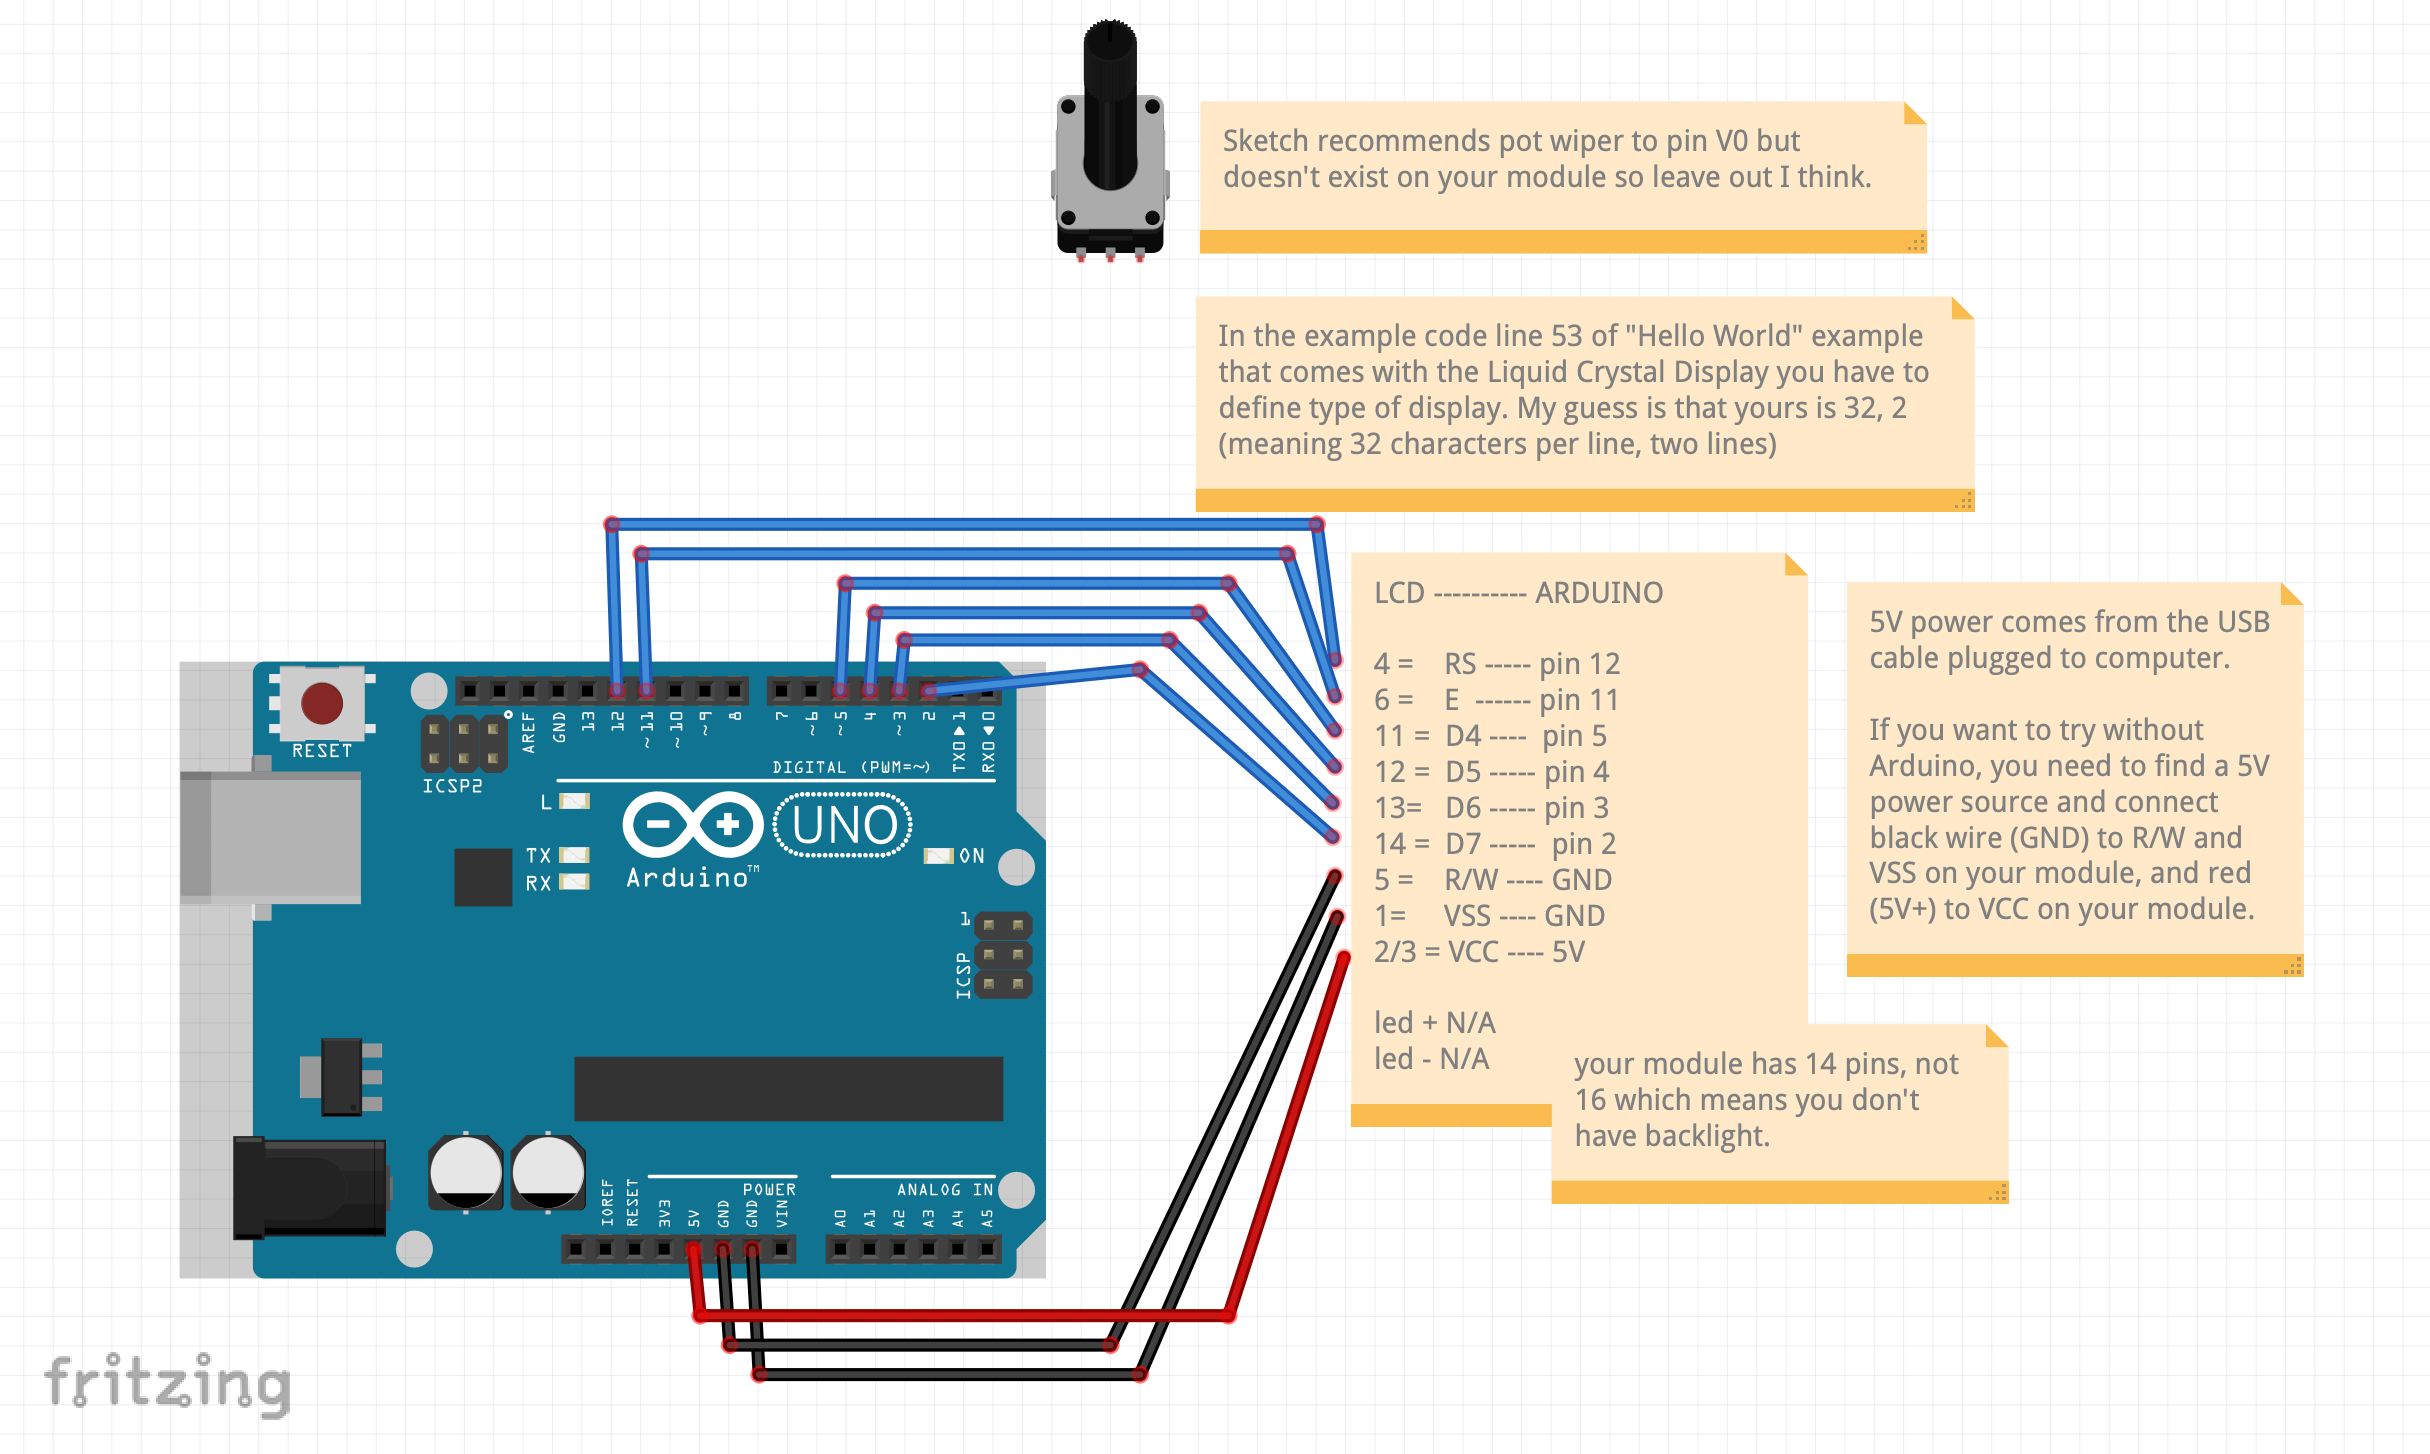 Sketch recommends pot wiper to pin V0 but
doesn't exist on your module so leave out I think.
In the example code line 53 of "Hello World" example
that comes with the Liquid Crystal Display you have to
define type of display. My guess is that yours is 32, 2
(meaning 32 characters per line, two lines)
LCD ---------- ARDUINO
4 = RS ----- pin 12
6 = E ------ pin 11
11 = D4 ---- pin 5
12 = D5 ----- pin 4
13= D6 ----- pin 3
14 = D7 ----- pin 2
5 = R/W ---- GND
1= VSS ---- GND
2/3 = VCC ---- 5V
led + N/A
led - N/A
5V power comes from the USB
cable plugged to computer.
If you want to try without
Arduino, you need to find a 5V
power source and connect
black wire (GND) to R/W and
VSS on your module, and red
(5V+) to VCC on your module.
your module has 14 pins, not
16 which means you don't
have backlight.
RESET
ICSP2
AREF
GND
13
12
~11
~10
~9
8
7
~6
~5
4
~3
2
TX0▶1
RX0◀0
DIGITAL (PWM=~)
L
TX
RX
UNO
Arduino™
ON
1
ICSP
IOREF
RESET
3V3
5V
GND
GND
VIN
POWER
ANALOG IN
A0
A1
A2
A3
A4
A5
fritzing